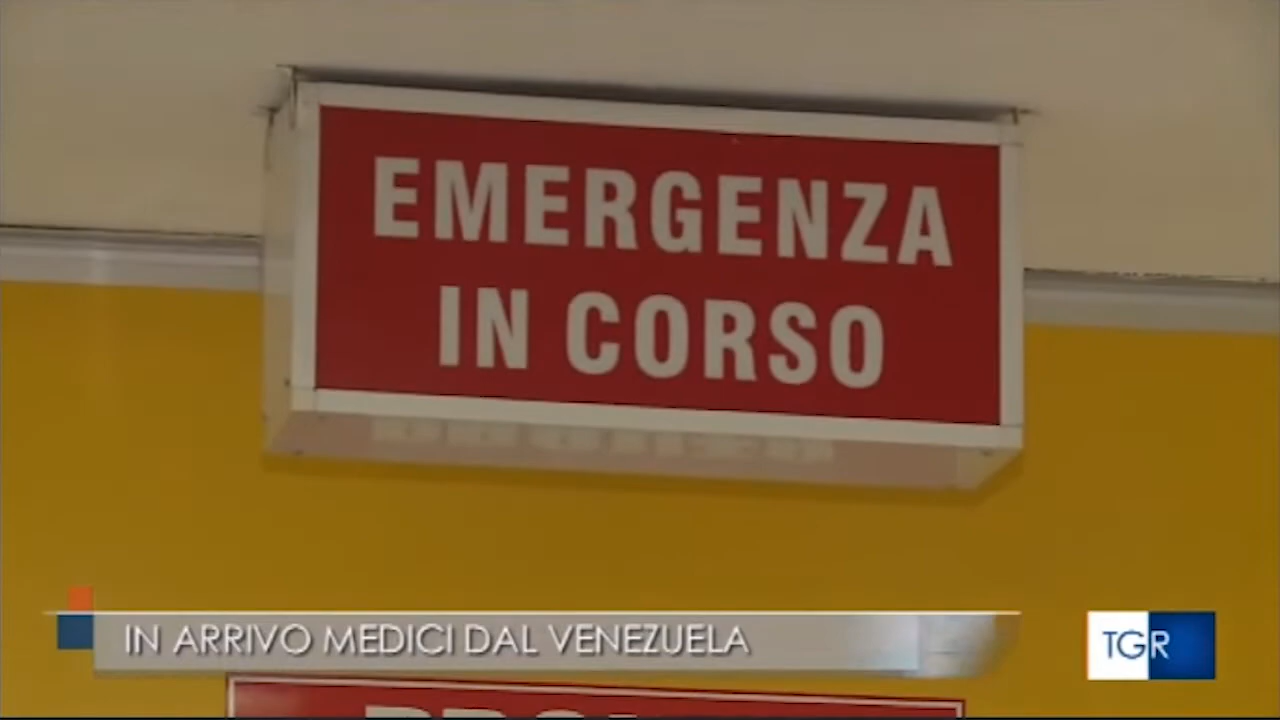 EMERGENZA
IN CORSO
IN ARRIVO MEDICI DAL VENEZUELA
TGR